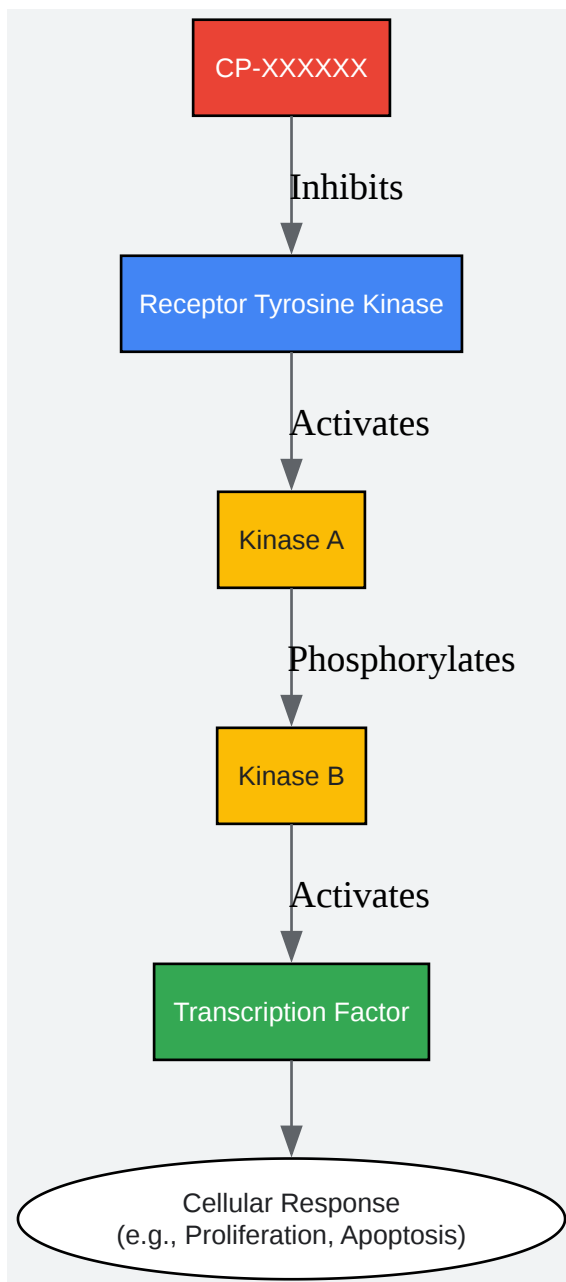 CP-XXXXXX
Inhibits
Receptor Tyrosine Kinase
Activates
Kinase A
Phosphorylates
Kinase B
Activates
Transcription Factor
Cellular Response
(e.g., Proliferation, Apoptosis)